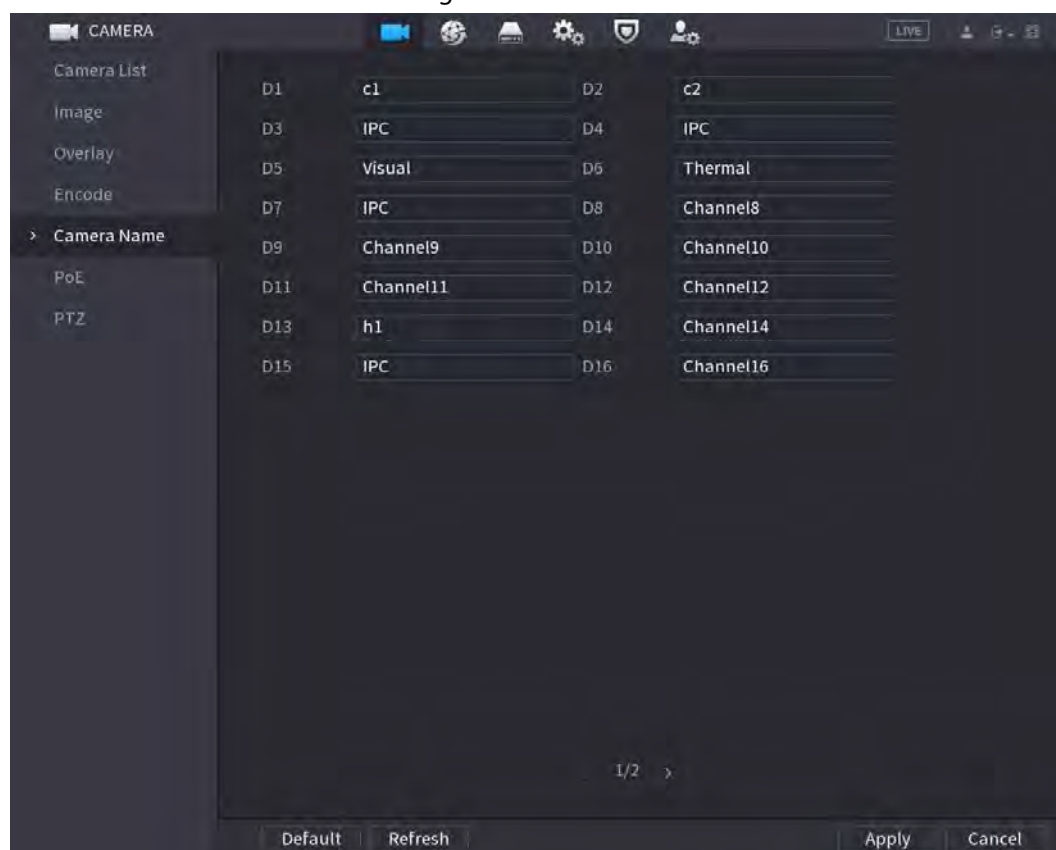 CAMERA LIVE
Camera List
Image
Overlay
Encode
> Camera Name
PoE
PTZ
D1 c1 D2 c2
D3 IPC D4 IPC
D5 Visual D6 Thermal
D7 IPC D8 Channel8
D9 Channel9 D10 Channel10
D11 Channel11 D12 Channel12
D13 h1 D14 Channel14
D15 IPC D16 Channel16
1/2 >
Default Refresh Apply Cancel